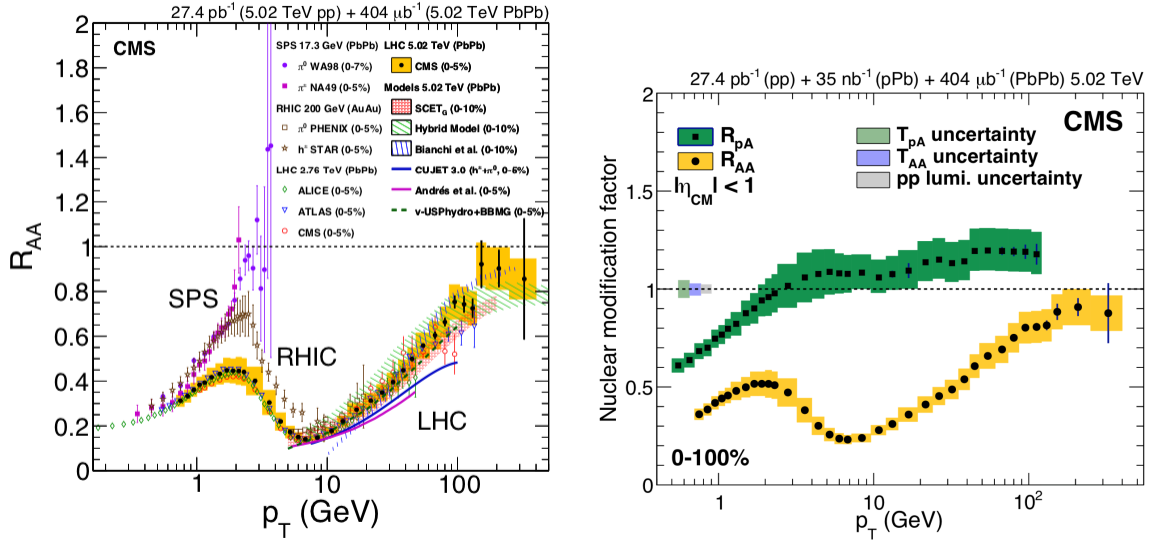 27.4 pb⁻¹ (5.02 TeV pp) + 404 μb⁻¹ (5.02 TeV PbPb)
CMS
SPS 17.3 GeV (PbPb)
π⁰ WA98 (0-7%)
π± NA49 (0-5%)
RHIC 200 GeV (AuAu)
π⁰ PHENIX (0-5%)
h± STAR (0-5%)
LHC 2.76 TeV (PbPb)
ALICE (0-5%)
ATLAS (0-5%)
CMS (0-5%)
LHC 5.02 TeV (PbPb)
CMS (0-5%)
Models 5.02 TeV (PbPb)
SCET_G (0-10%)
Hybrid Model (0-10%)
Bianchi et al. (0-10%)
CUJET 3.0 (h±+π⁰, 0-5%)
Andrés et al. (0-5%)
v-USPhydro+BBMG (0-5%)
SPS
RHIC
LHC
R_AA
2
1.8
1.6
1.4
1.2
1
0.8
0.6
0.4
0.2
0
1 10 100
p_T (GeV)
27.4 pb⁻¹ (pp) + 35 nb⁻¹ (pPb) + 404 μb⁻¹ (PbPb) 5.02 TeV
CMS
R_pA
R_AA
|η_CM| < 1
T_pA uncertainty
T_AA uncertainty
pp lumi. uncertainty
0-100%
Nuclear modification factor
2
1.5
1
0.5
0
1 10 10²
p_T (GeV)